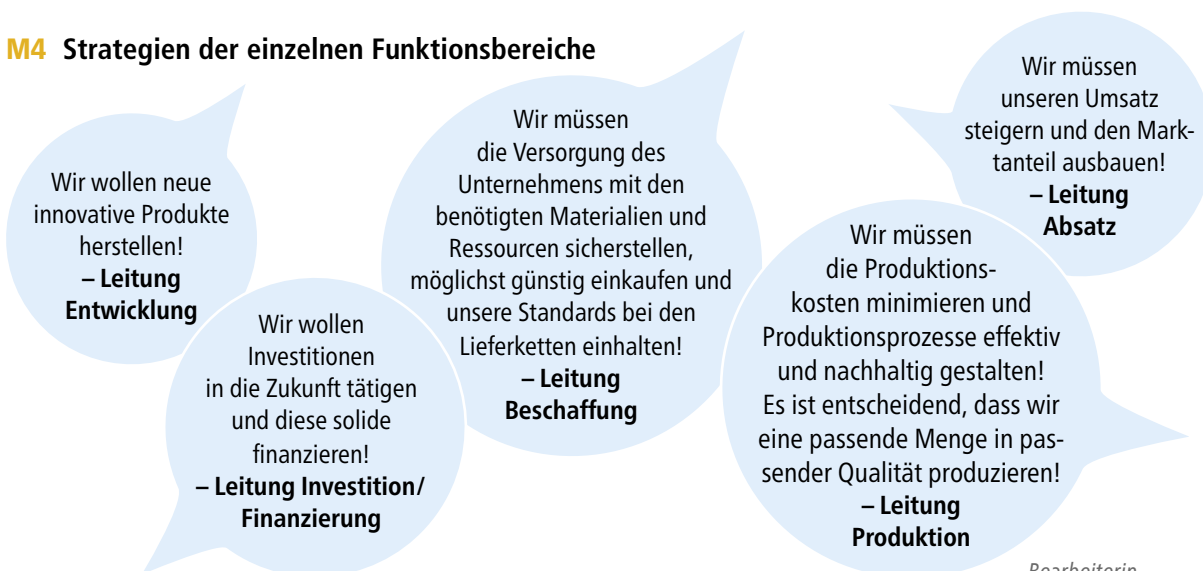 M4 Strategien der einzelnen Funktionsbereiche
Wir wollen neue
innovative Produkte
herstellen!
– Leitung
Entwicklung
Wir wollen
Investitionen
in die Zukunft tätigen
und diese solide
finanzieren!
– Leitung Investition/
Finanzierung
Wir müssen
die Versorgung des
Unternehmens mit den
benötigten Materialien und
Ressourcen sicherstellen,
möglichst günstig einkaufen und
unsere Standards bei den
Lieferketten einhalten!
– Leitung
Beschaffung
Wir müssen
die Produktions-
kosten minimieren und
Produktionsprozesse effektiv
und nachhaltig gestalten!
Es ist entscheidend, dass wir
eine passende Menge in pas-
sender Qualität produzieren!
– Leitung
Produktion
Wir müssen
unseren Umsatz
steigern und den Mark-
tanteil ausbauen!
– Leitung
Absatz
Bearbeiterin